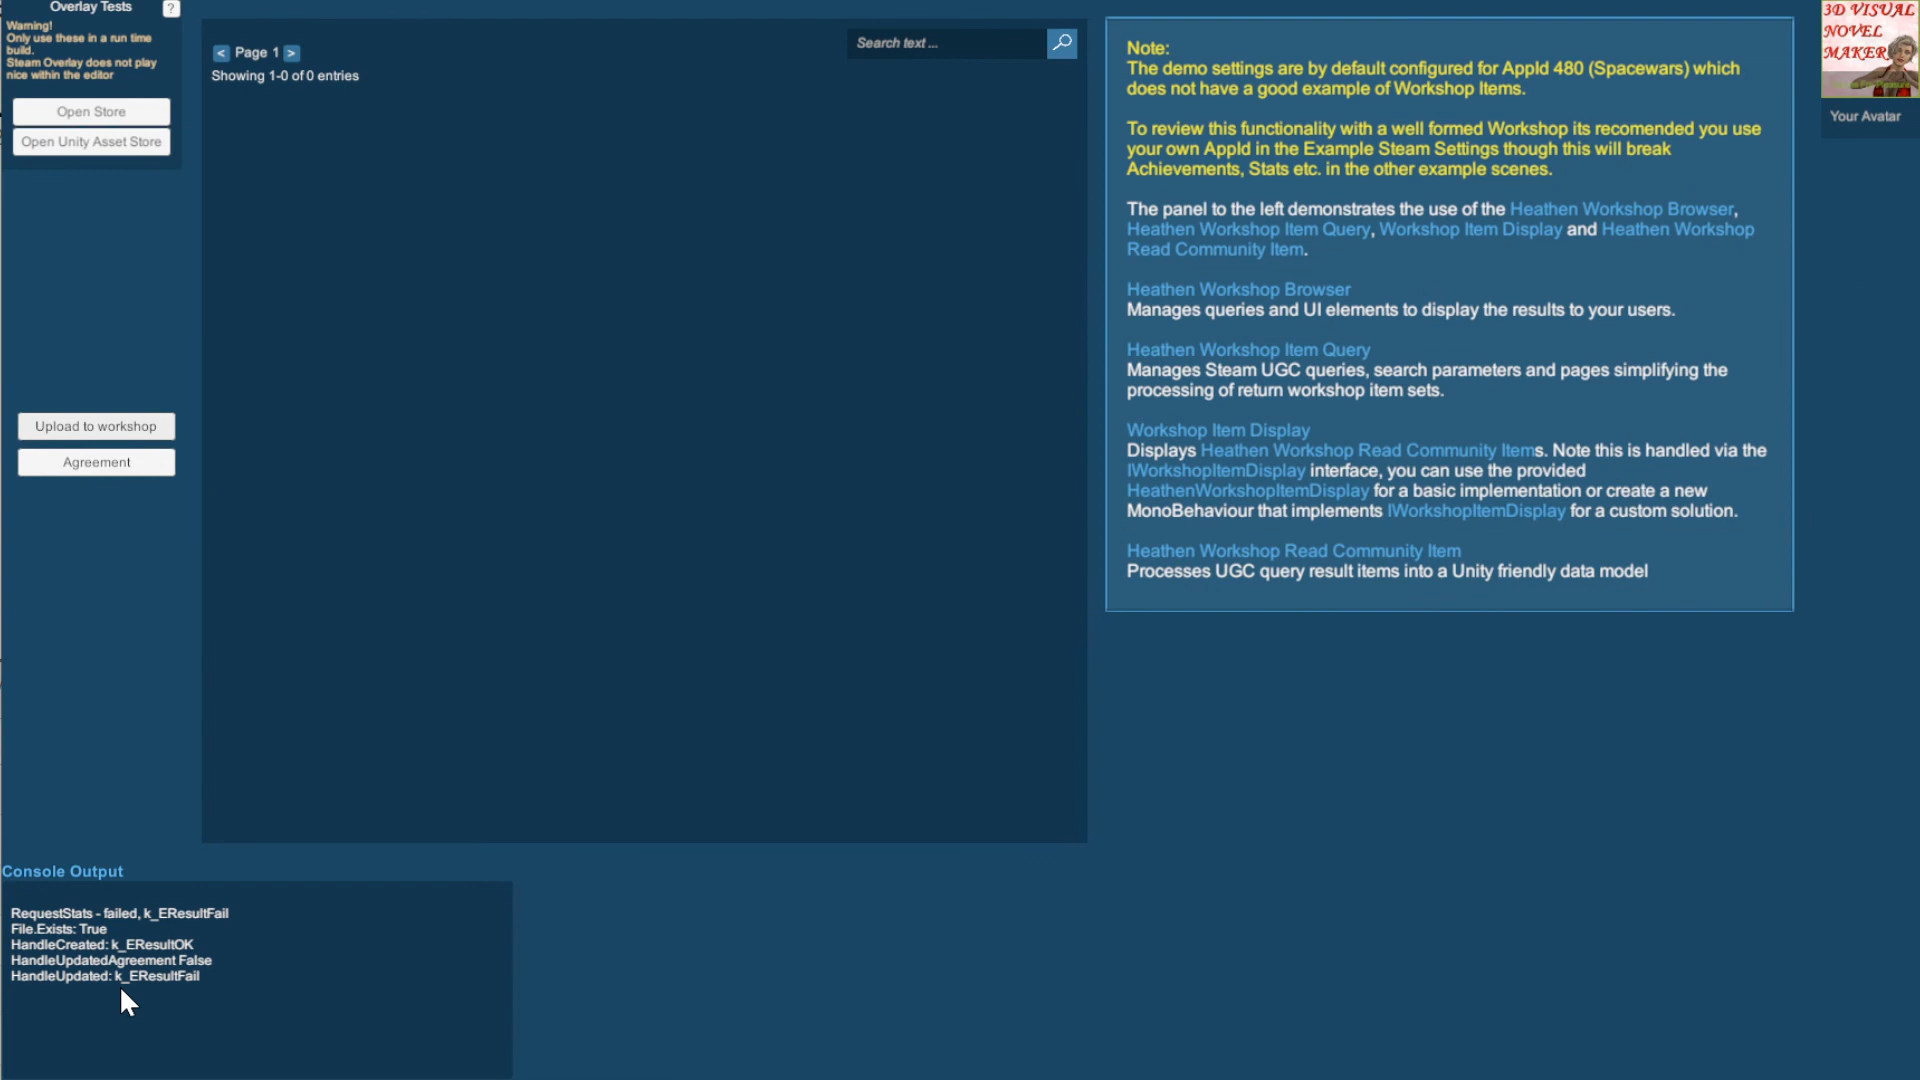 Overlay Tests
?
Warning!
Only use these in a run time
build.
Steam Overlay does not play
nice within the editor
Open Store
Open Unity Asset Store
Upload to workshop
Agreement
< Page 1 >
Showing 1-0 of 0 entries
Search text ...
Note:
The demo settings are by default configured for AppId 480 (Spacewars) which
does not have a good example of Workshop Items.
To review this functionality with a well formed Workshop its recomended you use
your own AppId in the Example Steam Settings though this will break
Achievements, Stats etc. in the other example scenes.
The panel to the left demonstrates the use of the Heathen Workshop Browser,
Heathen Workshop Item Query, Workshop Item Display and Heathen Workshop
Read Community Item.
Heathen Workshop Browser
Manages queries and UI elements to display the results to your users.
Heathen Workshop Item Query
Manages Steam UGC queries, search parameters and pages simplifying the
processing of return workshop item sets.
Workshop Item Display
Displays Heathen Workshop Read Community Items. Note this is handled via the
IWorkshopItemDisplay interface, you can use the provided
HeathenWorkshopItemDisplay for a basic implementation or create a new
MonoBehaviour that implements IWorkshopItemDisplay for a custom solution.
Heathen Workshop Read Community Item
Processes UGC query result items into a Unity friendly data model
3D VISUAL
NOVEL
MAKER
Your Avatar
Console Output
RequestStats - failed, k_EResultFail
File.Exists: True
HandleCreated: k_EResultOK
HandleUpdatedAgreement False
HandleUpdated: k_EResultFail